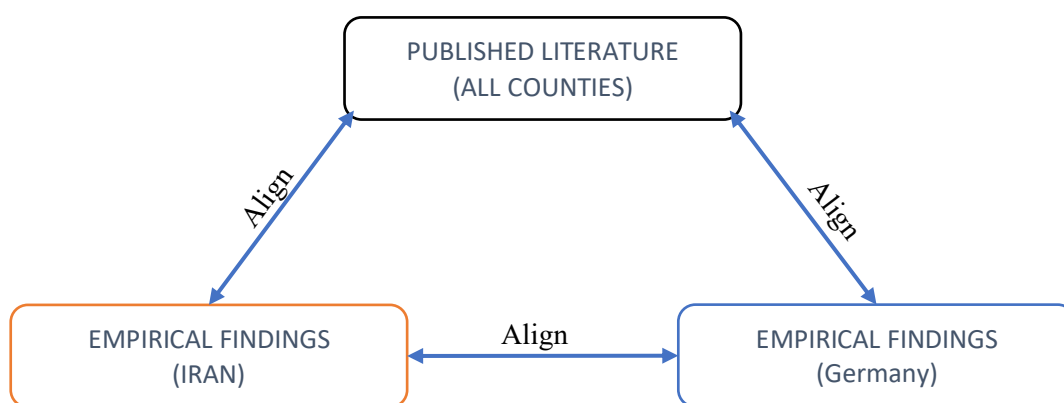 PUBLISHED LITERATURE
(ALL COUNTIES)
Align
Align
EMPIRICAL FINDINGS
(IRAN)
Align
EMPIRICAL FINDINGS
(Germany)